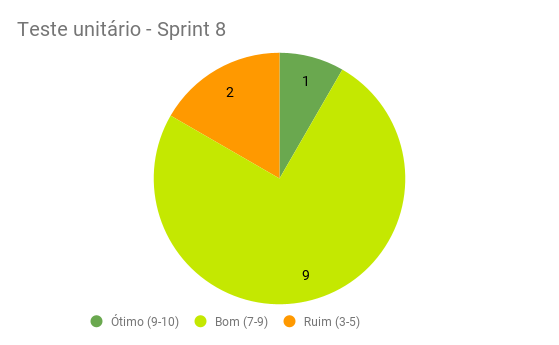 Teste unitário - Sprint 8
1
2
9
Ótimo (9-10) Bom (7-9) Ruim (3-5)